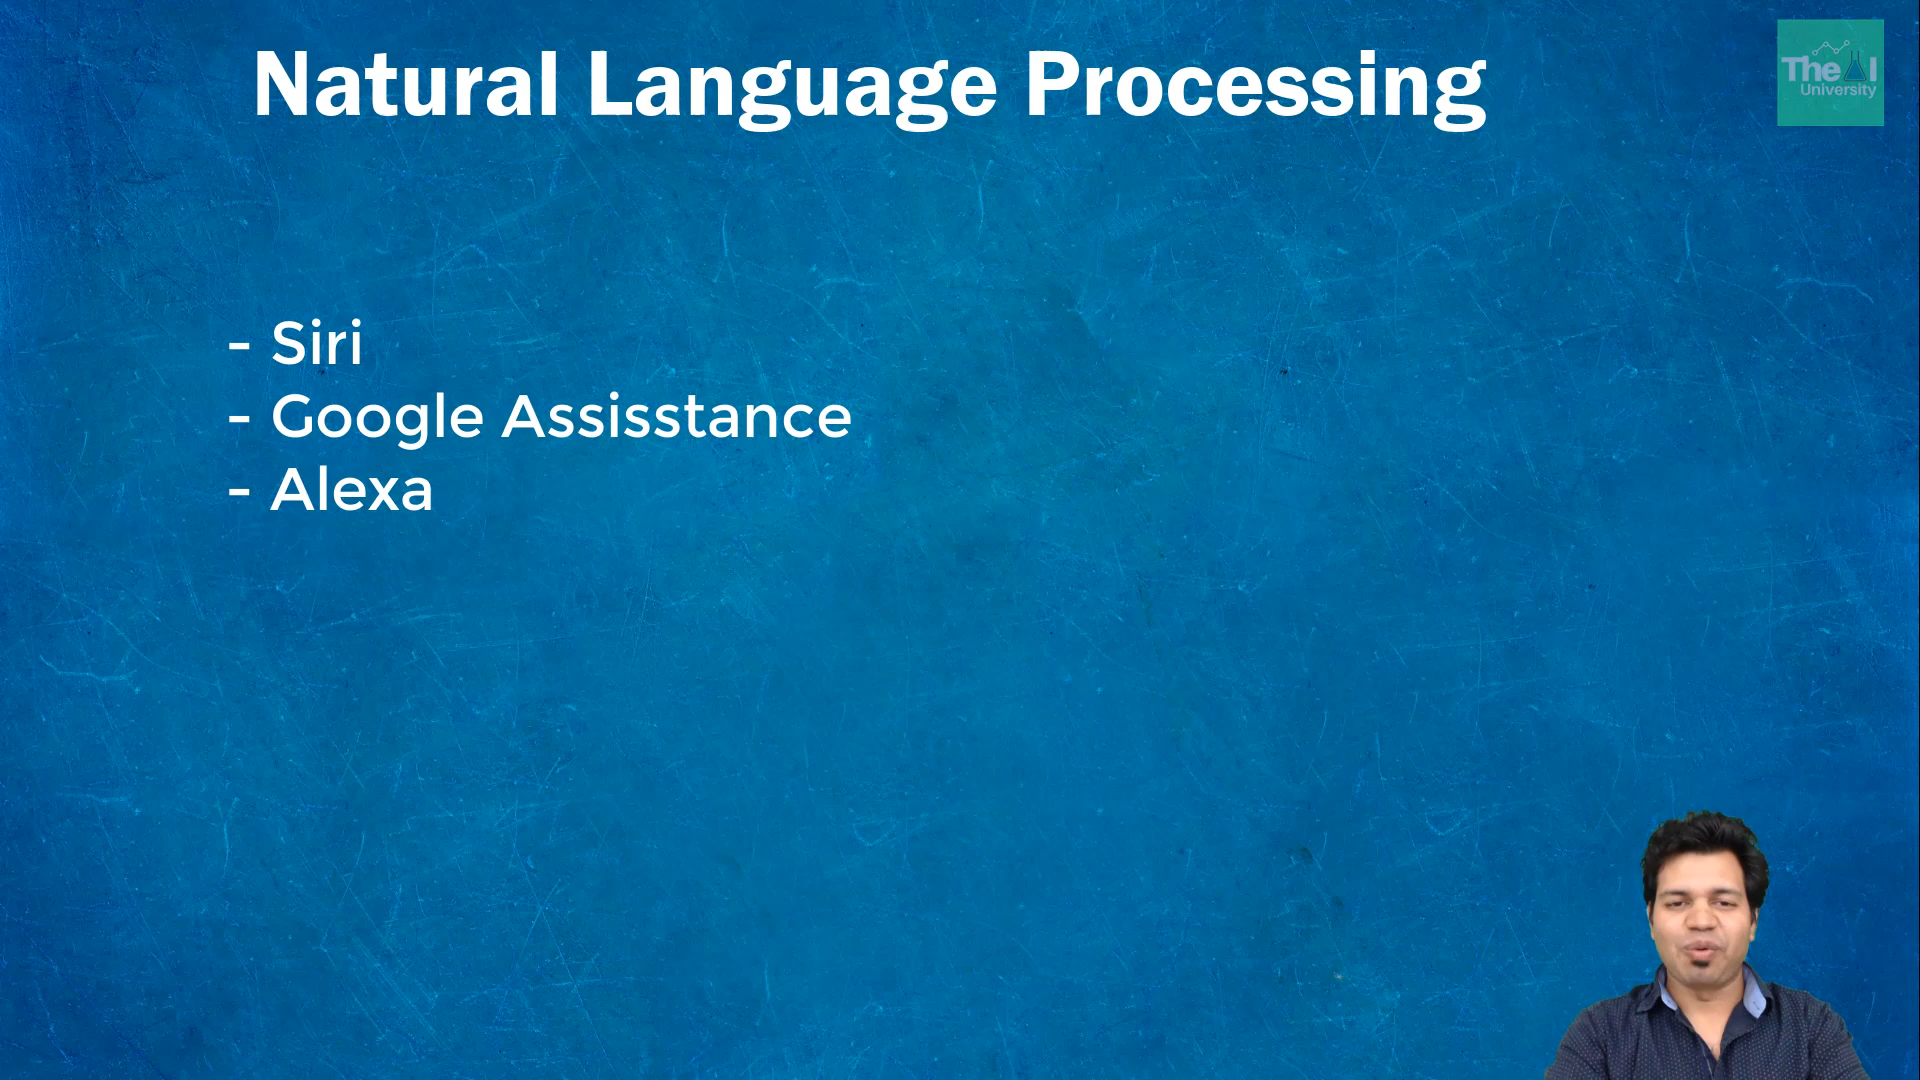 Natural Language Processing
The AI
University
- Siri
- Google Assisstance
- Alexa